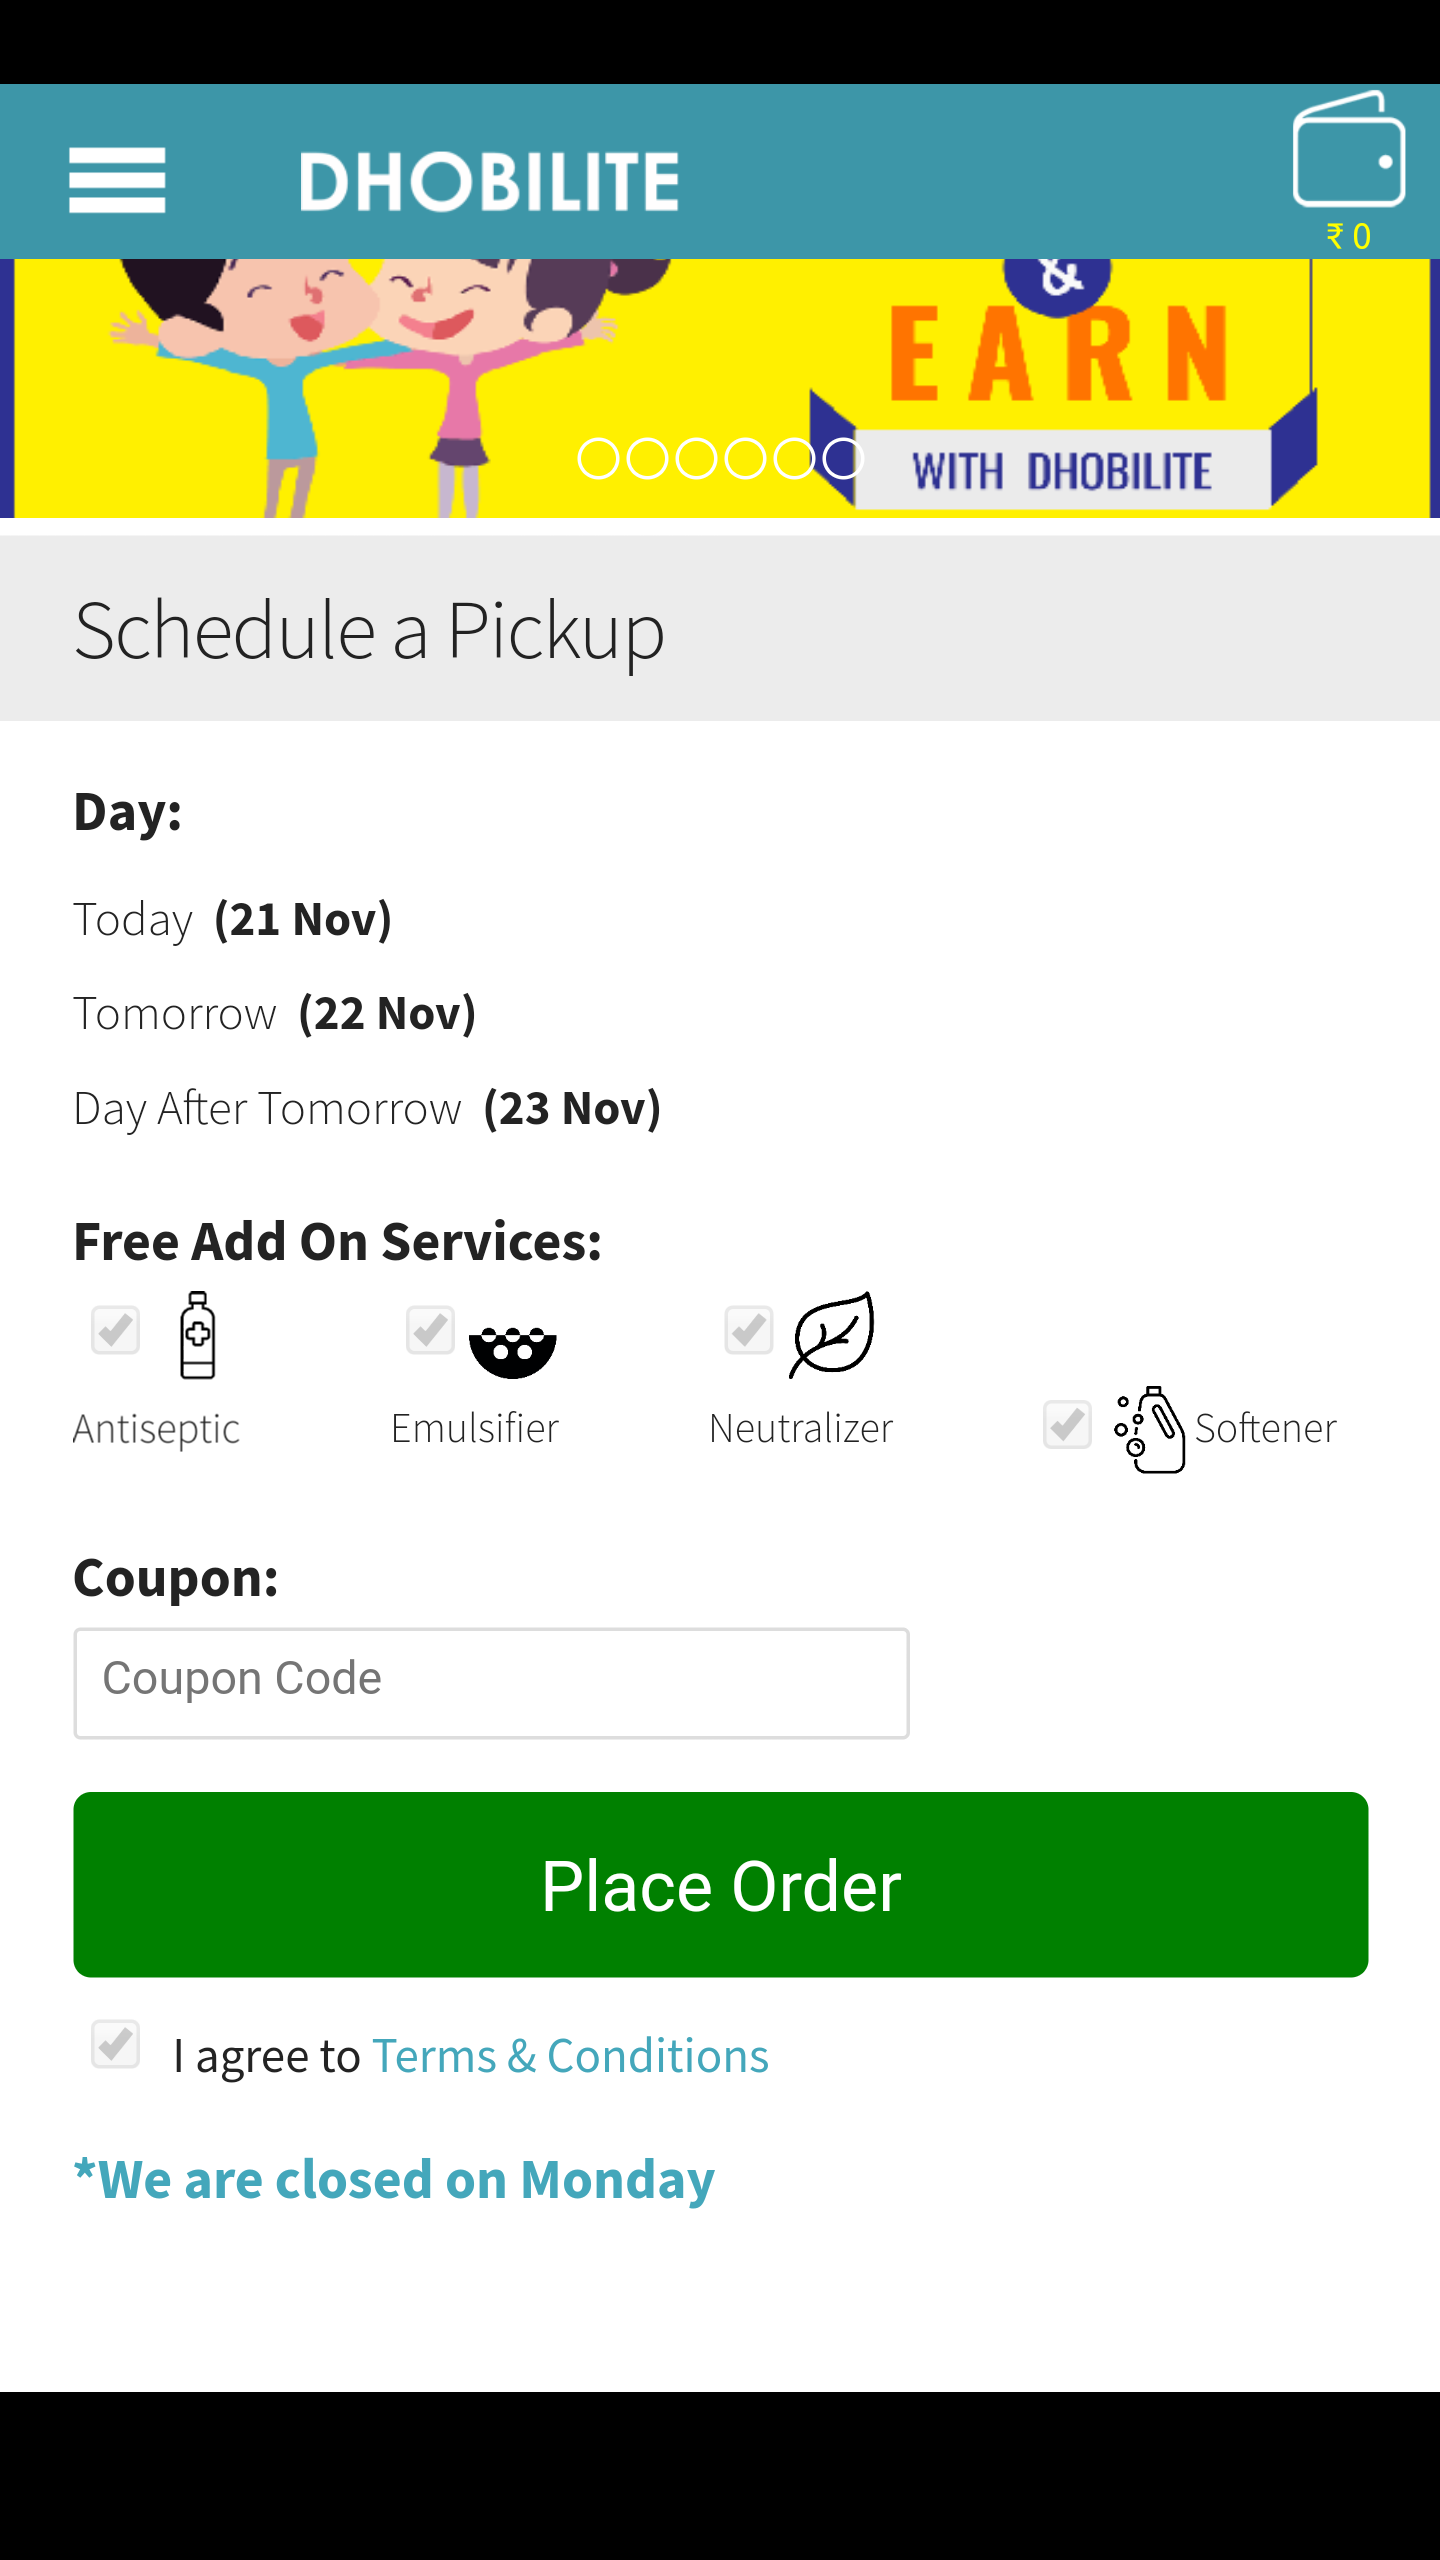 DHOBILITE
₹ 0
&
EARN
WITH DHOBILITE
Schedule a Pickup
Day:
Today (21 Nov)
Tomorrow (22 Nov)
Day After Tomorrow (23 Nov)
Free Add On Services:
Antiseptic Emulsifier Neutralizer Softener
Coupon:
Coupon Code
Place Order
I agree to Terms & Conditions
*We are closed on Monday